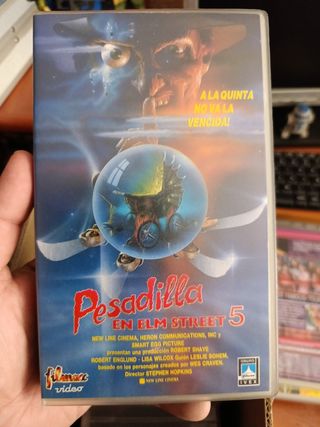 A LA QUINTA
NO VA LA
VENCIDA!
Pesadilla
EN ELM STREET 5
NEW LINE CINEMA, HERON COMMUNICATIONS, INC y
SMART EGG PICTURE
presentan una producción ROBERT SHAYE
ROBERT ENGLUND - LISA WILCOX Guión LESLIE BOHEM,
basado en los personajes creados por WES CRAVEN.
Director STEPHEN HOPKINS
NEW LINE CINEMA
filmax
video
IVEX